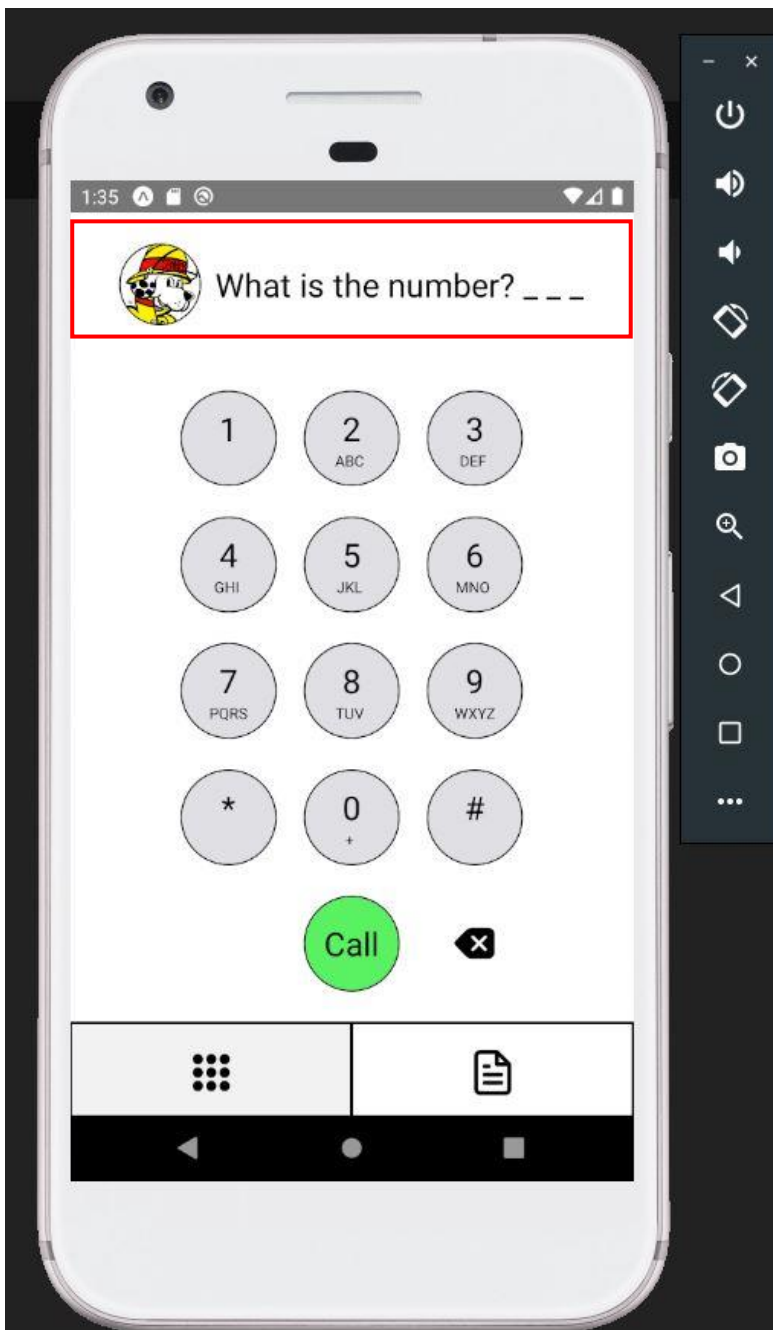 1:35
What is the number? _ _ _
1
2
3
ABC
DEF
4
5
6
GHI
JKL
MNO
7
8
9
PQRS
TUV
WXYZ
*
0
#
+
Call